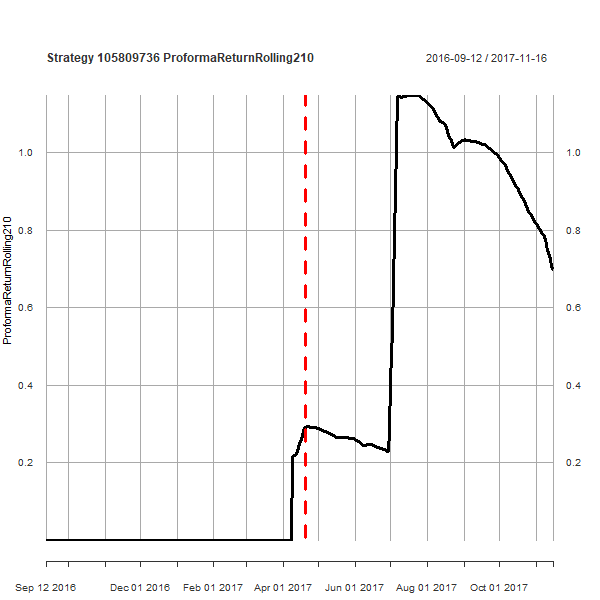 Strategy 105809736 ProformaReturnRolling210
2016-09-12 / 2017-11-16
ProformaReturnRolling210
1.0
1.0
0.8
0.8
0.6
0.6
0.4
0.4
0.2
0.2
Sep 12 2016
Dec 01 2016
Feb 01 2017
Apr 01 2017
Jun 01 2017
Aug 01 2017
Oct 01 2017